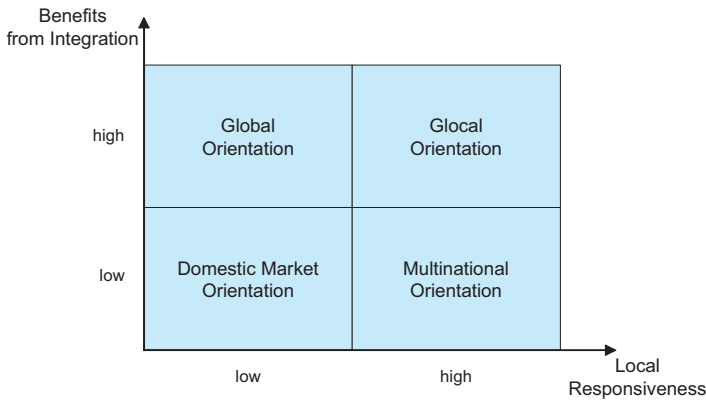 Benefits
from Integration
high
Global
Orientation
Glocal
Orientation
low
Domestic Market
Orientation
Multinational
Orientation
low
high
Local
Responsiveness